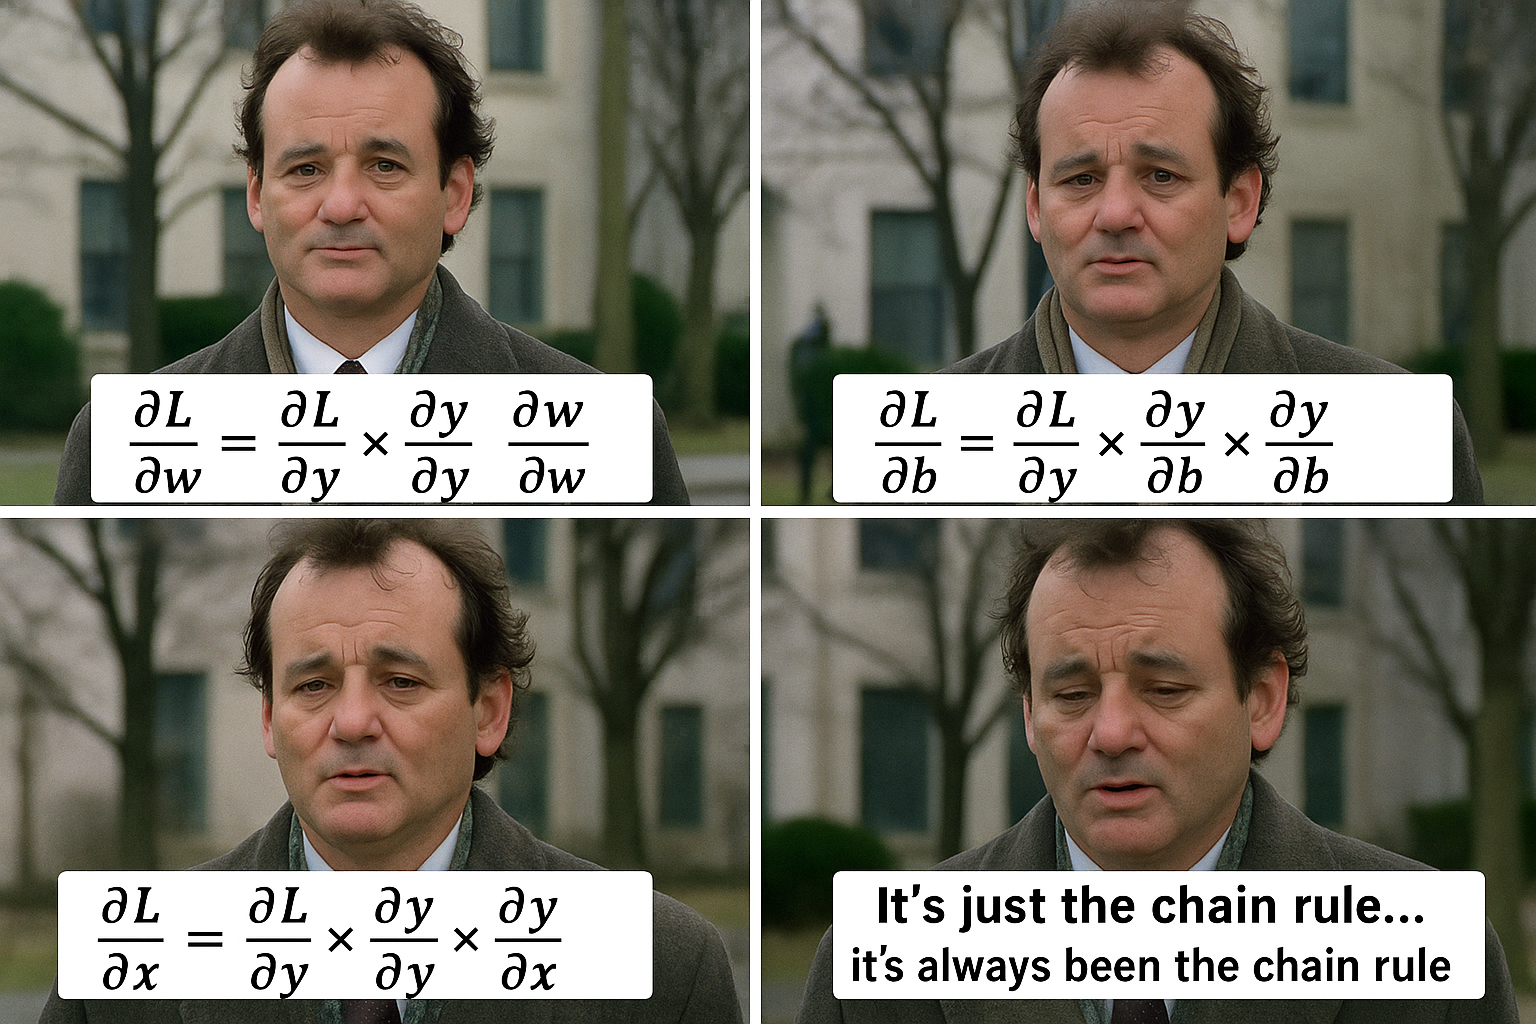 ∂L/∂w = ∂L/∂y × ∂y/∂y ∂w/∂w
∂L/∂b = ∂L/∂y × ∂y/∂b × ∂y/∂b
∂L/∂x = ∂L/∂y × ∂y/∂y × ∂y/∂x
It's just the chain rule...
it's always been the chain rule